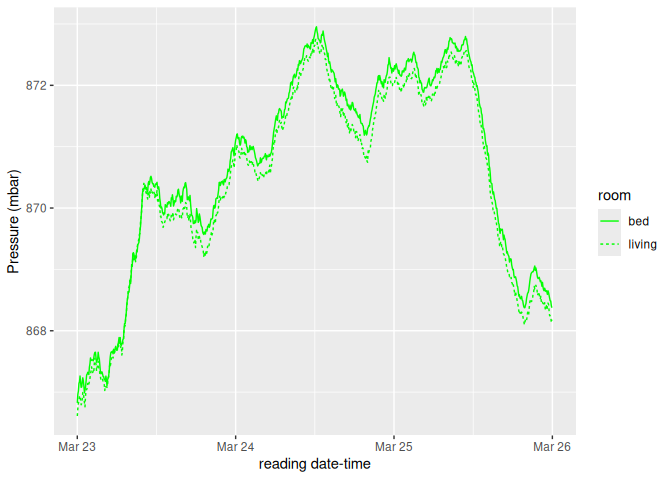 872
870
868
Pressure (mbar)
Mar 23
Mar 24
Mar 25
Mar 26
reading date-time
room
bed
living